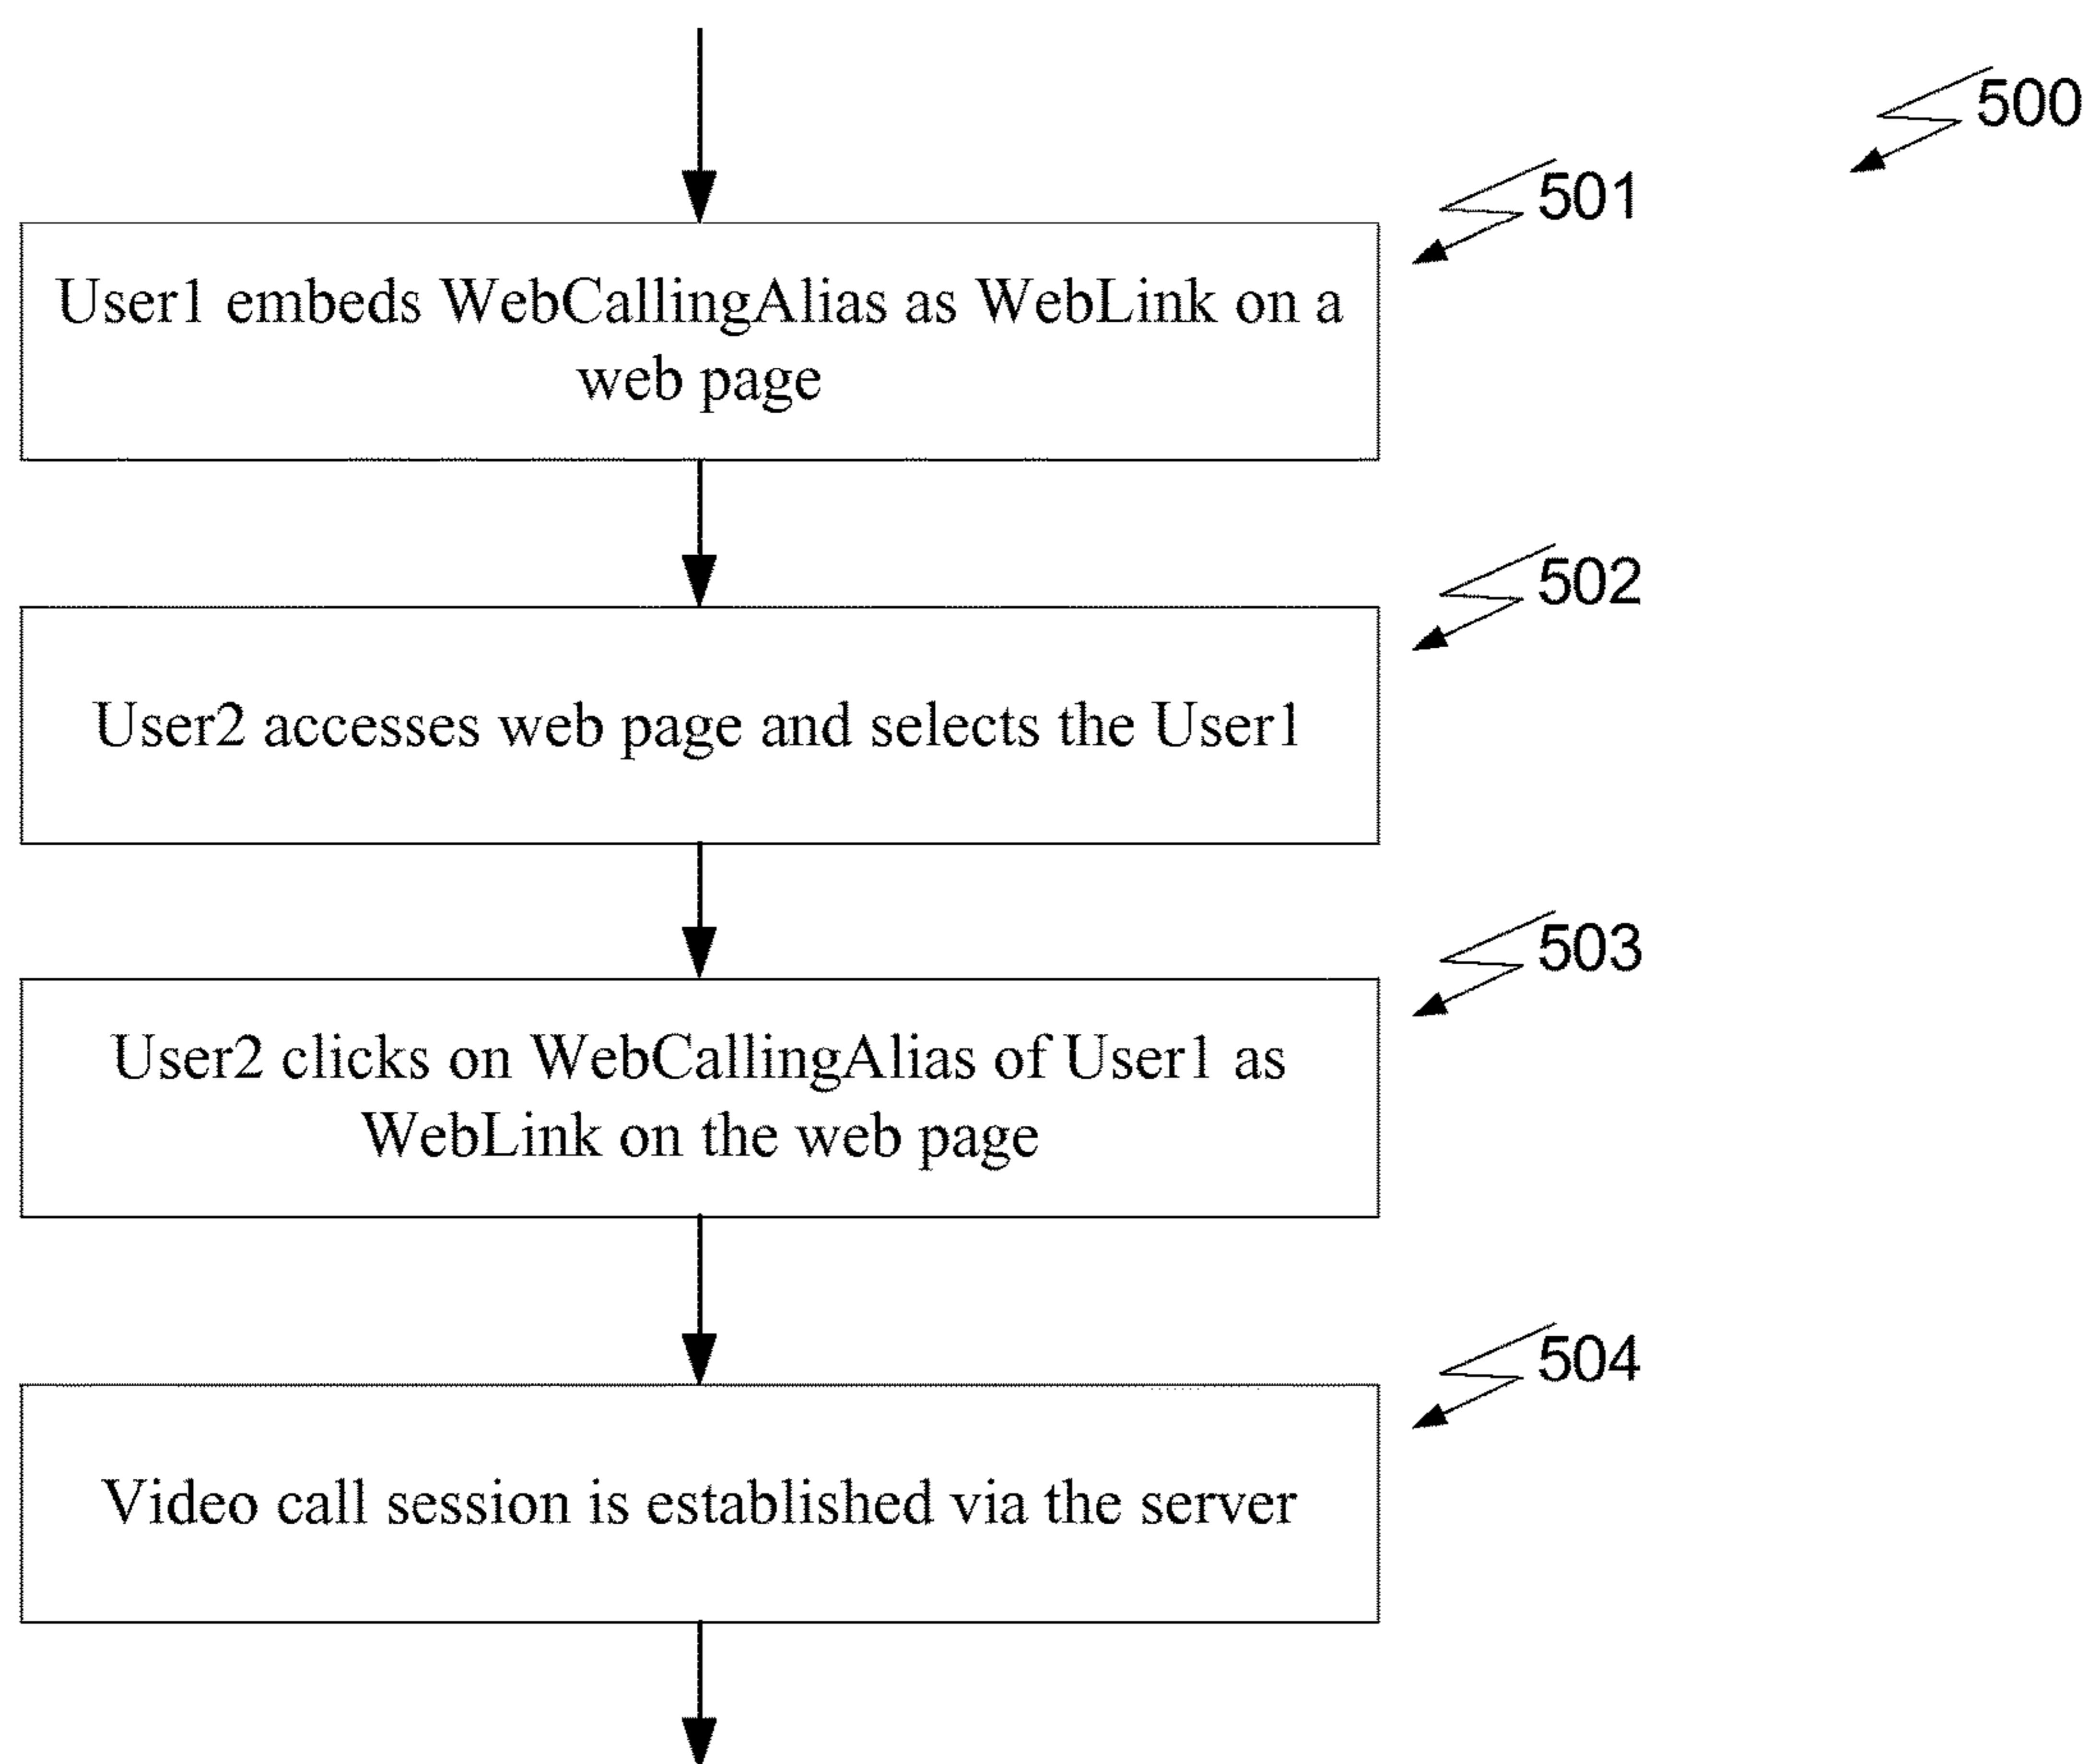 500
501
User1 embeds WebCallingAlias as WebLink on a
web page
502
User2 accesses web page and selects the User1
503
User2 clicks on WebCallingAlias of User1 as
WebLink on the web page
504
Video call session is established via the server